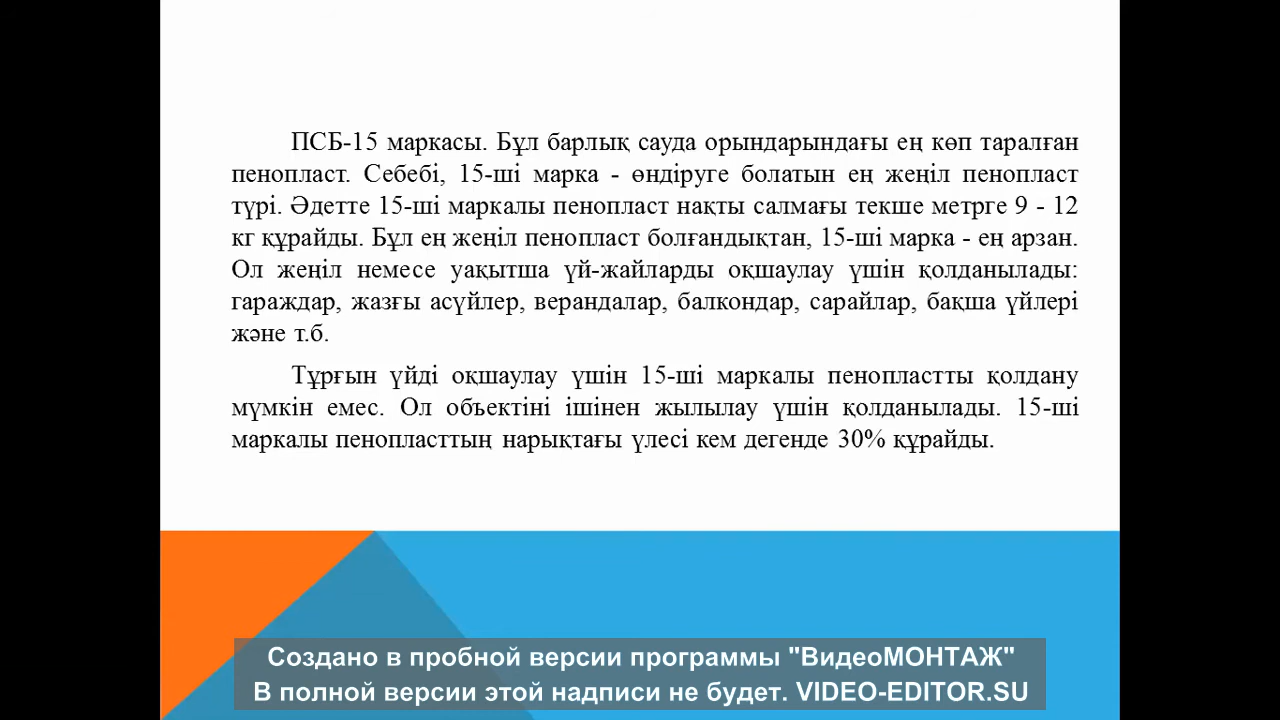 ПСБ-15 маркасы. Бұл барлық сауда орындарындағы ең көп таралған
пенопласт. Себебі, 15-ші марка - өндіруге болатын ең жеңіл пенопласт
түрі. Әдетте 15-ші маркалы пенопласт нақты салмағы текше метрге 9 - 12
кг құрайды. Бұл ең жеңіл пенопласт болғандықтан, 15-ші марка - ең арзан.
Ол жеңіл немесе уақытша үй-жайларды оқшаулау үшін қолданылады:
гараждар, жазғы асүйлер, верандалар, балкондар, сарайлар, бақша үйлері
және т.б.
Тұрғын үйді оқшаулау үшін 15-ші маркалы пенопластты қолдану
мүмкін емес. Ол объектіні ішінен жылылау үшін қолданылады. 15-ші
маркалы пенопласттың нарықтағы үлесі кем дегенде 30% құрайды.
Создано в пробной версии программы "ВидеоМОНТАЖ"
В полной версии этой надписи не будет. VIDEO-EDITOR.SU